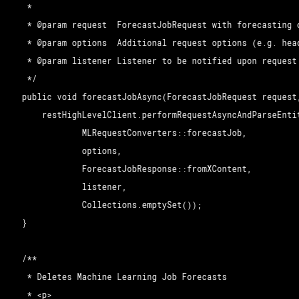 *
* @param request  ForecastJobRequest with forecasting
* @param options  Additional request options (e.g.
* @param listener Listener to be notified upon request
*/
public void forecastJobAsync(ForecastJobRequest request,
restHighLevelClient.performRequestAsyncAndParseEntit
MLRequestConverters::forecastJob,
options,
ForecastJobResponse::fromXContent,
listener,
Collections.emptySet());
}
/**
* Deletes Machine Learning Job Forecasts
* <p>